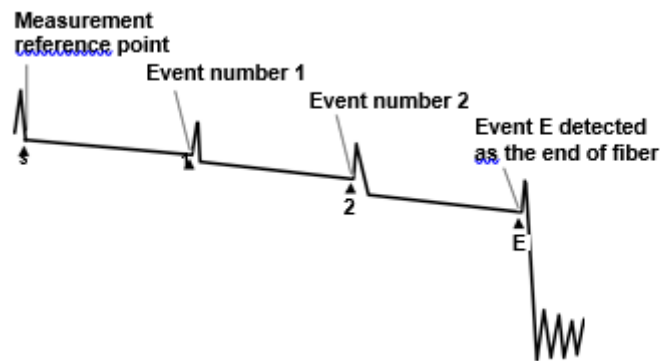 Measurement
reference point
Event number 1
Event number 2
Event E detected
as the end of fiber
s
1
2
E